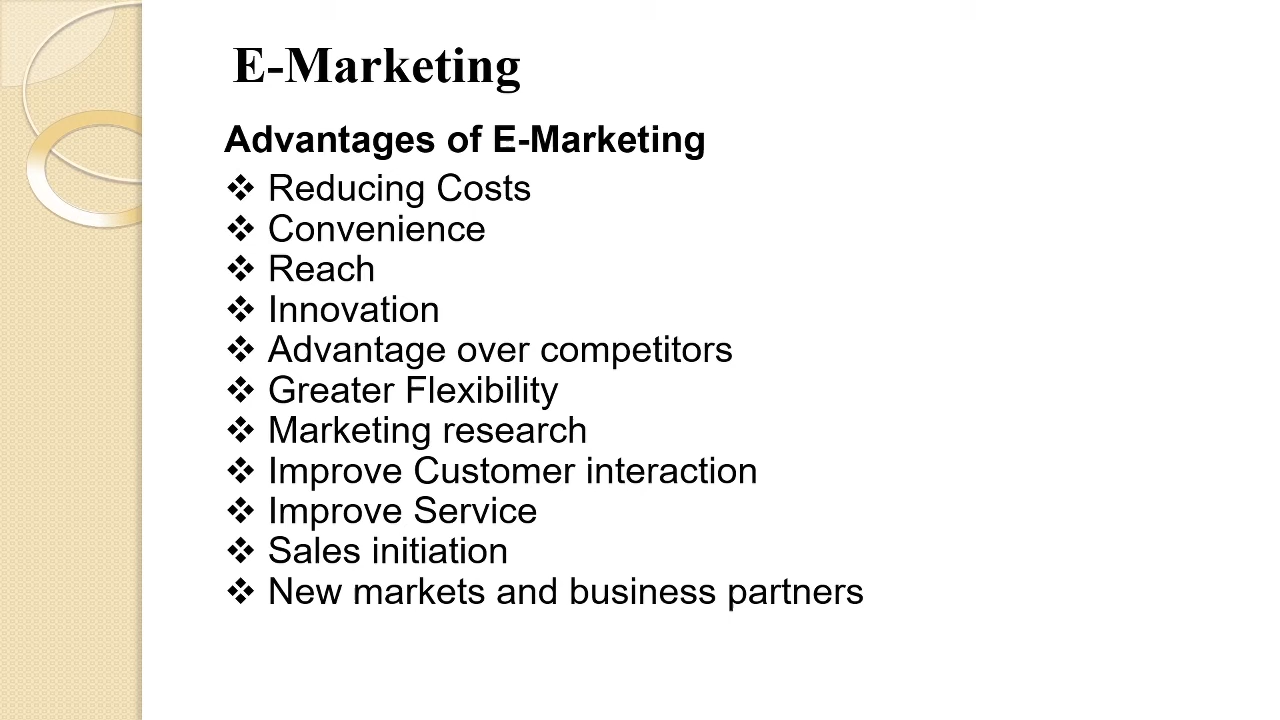 E-Marketing
Advantages of E-Marketing
❖ Reducing Costs
❖ Convenience
❖ Reach
❖ Innovation
❖ Advantage over competitors
❖ Greater Flexibility
❖ Marketing research
❖ Improve Customer interaction
❖ Improve Service
❖ Sales initiation
❖ New markets and business partners